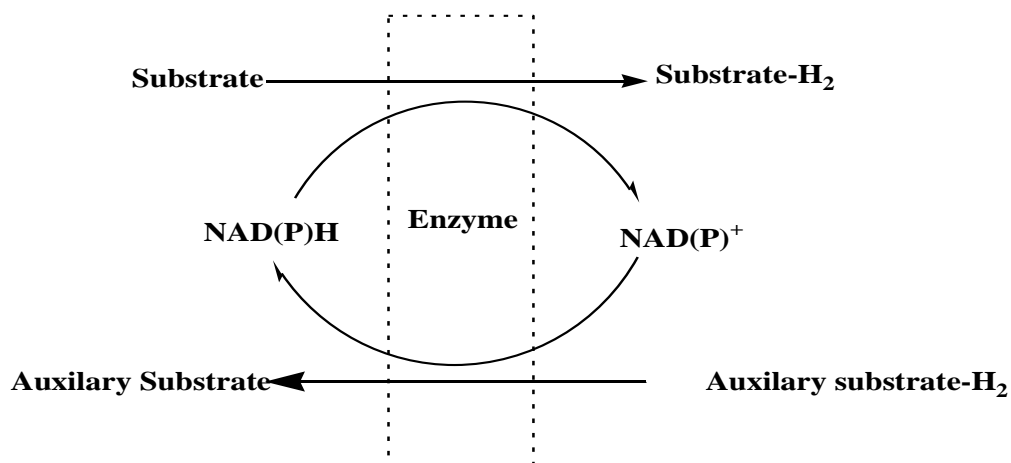 Substrate
Substrate-H₂
NAD(P)H
Enzyme
NAD(P)⁺
Auxilary Substrate
Auxilary substrate-H₂